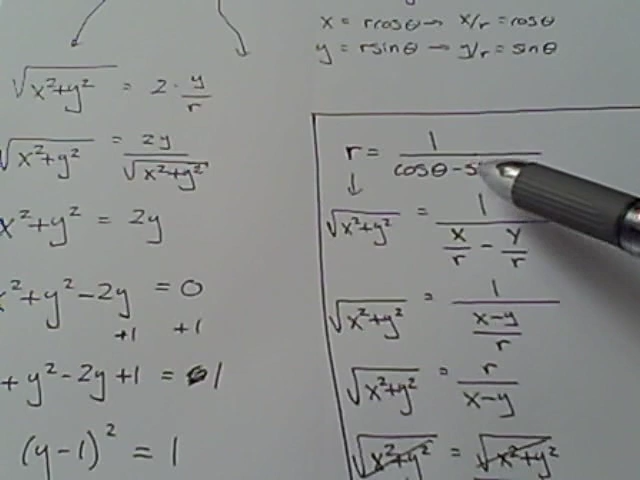 x = rcosθ → x/r = cosθ
y = rsinθ → y/r = sinθ
√x²+y² = 2 · y/r
√x²+y² = 2y/√x²+y²
x²+y² = 2y
x²+y²-2y = 0
+1 +1
+ y²-2y+1 = 1
(y-1)² = 1
r = 1/cosθ-s
↓
√x²+y² = 1/(x/r - y/r)
√x²+y² = 1/((x-y)/r)
√x²+y² = r/(x-y)
√x²+y² = √x²+y²